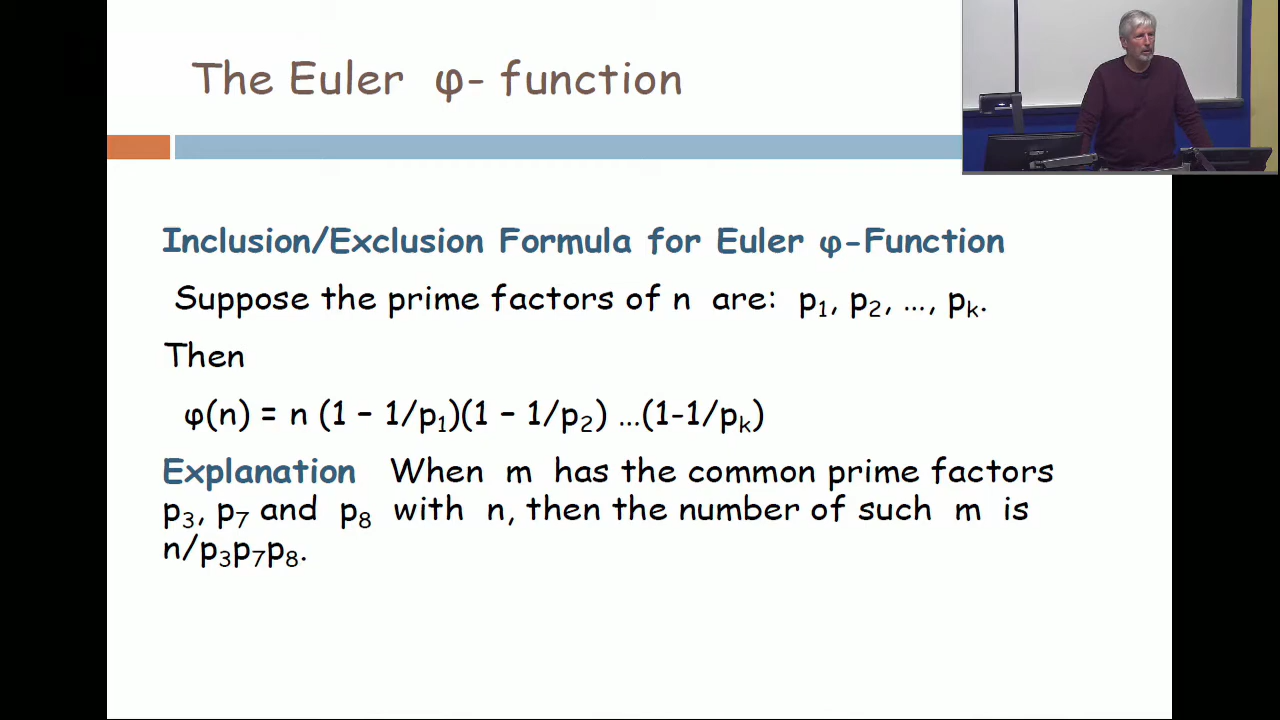 The Euler φ- function
Inclusion/Exclusion Formula for Euler φ-Function
Suppose the prime factors of n are: p₁, p₂, …, pₖ.
Then
φ(n) = n (1 – 1/p₁)(1 – 1/p₂) …(1-1/pₖ)
Explanation When m has the common prime factors
p₃, p₇ and p₈ with n, then the number of such m is
n/p₃p₇p₈.